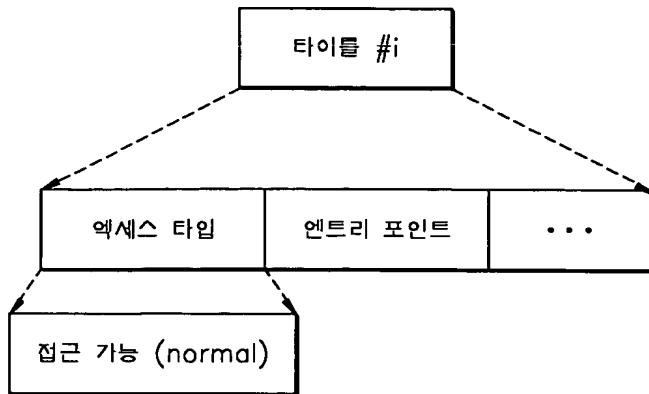 타이틀 #i
엑세스 타입 엔트리 포인트 • • •
접근 가능 (normal)